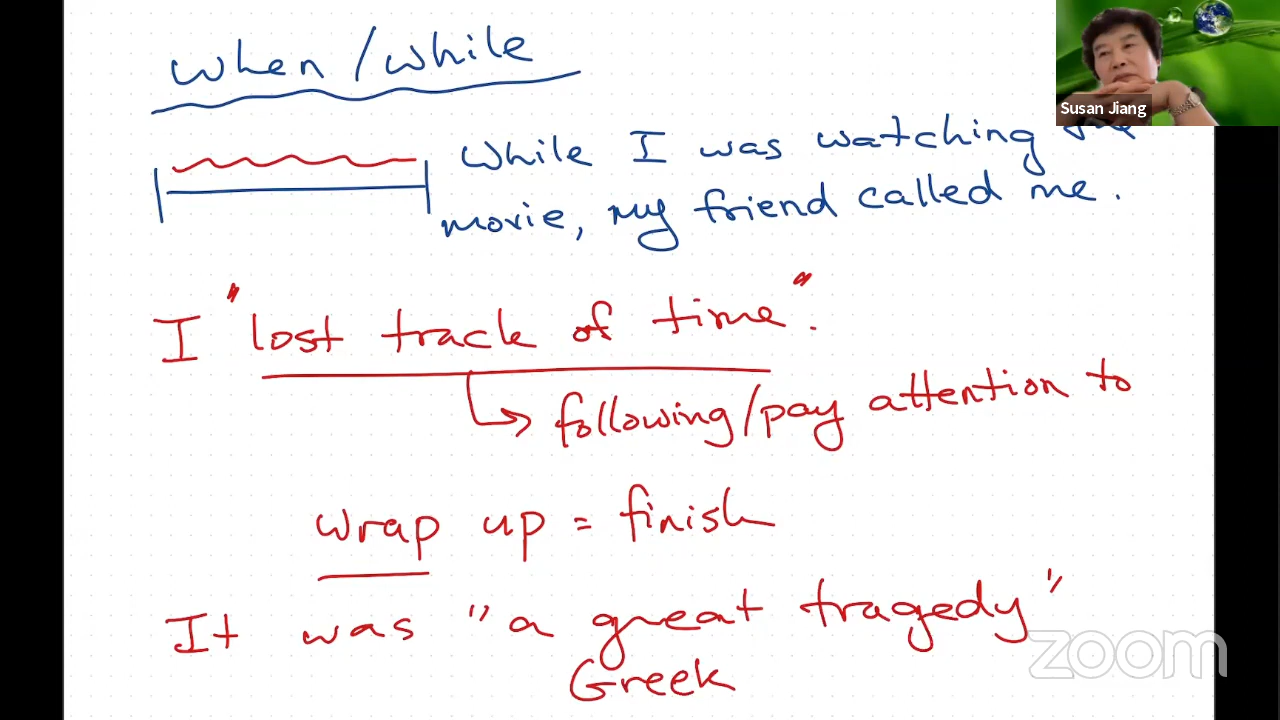 when / while
Susan Jiang
While I was watching the
movie, my friend called me.
I "lost track of time".
following/pay attention to
wrap up = finish
It was "a great tragedy"
Greek
zoom